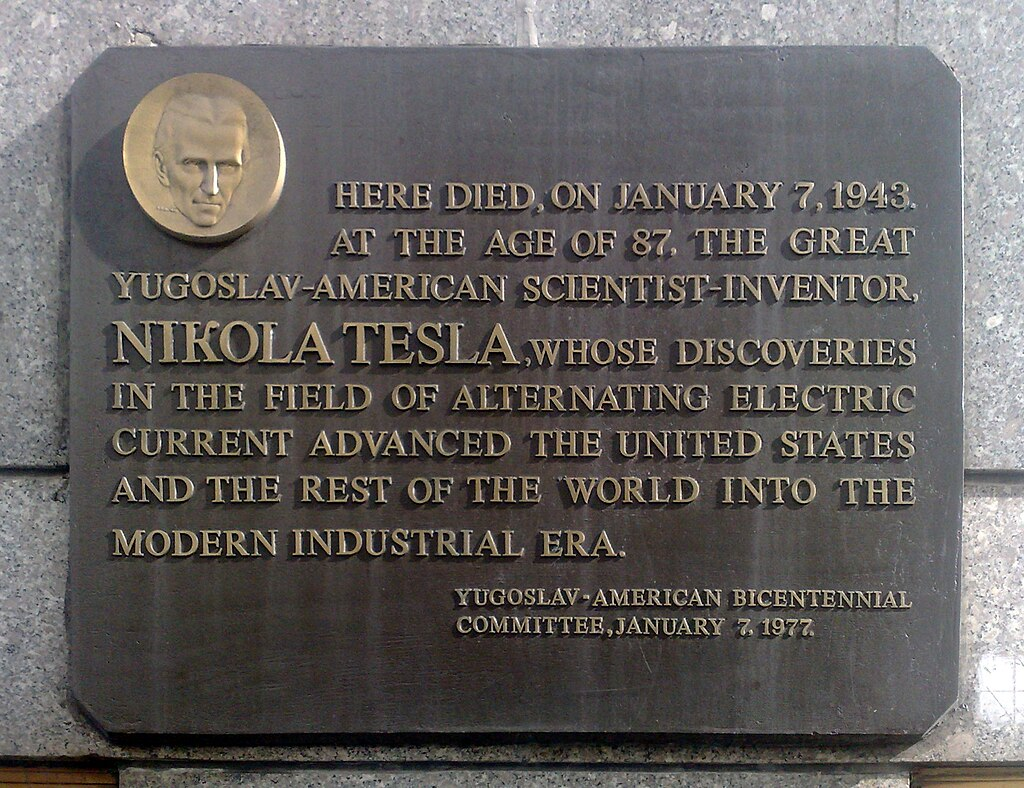 HERE DIED, ON JANUARY 7, 1943.
AT THE AGE OF 87, THE GREAT
YUGOSLAV-AMERICAN SCIENTIST-INVENTOR,
NIKOLA TESLA, WHOSE DISCOVERIES
IN THE FIELD OF ALTERNATING ELECTRIC
CURRENT ADVANCED THE UNITED STATES
AND THE REST OF THE WORLD INTO THE
MODERN INDUSTRIAL ERA.
YUGOSLAV-AMERICAN BICENTENNIAL
COMMITTEE, JANUARY 7, 1977.